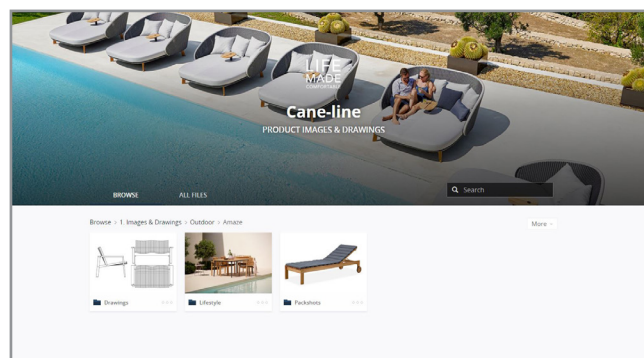 LIFE
MADE
COMFORTABLE
Cane-line
PRODUCT IMAGES & DRAWINGS
BROWSE
ALL FILES
Search
Browse > 1. Images & Drawings > Outdoor > Amaze
More
Drawings
Lifestyle
Packshots